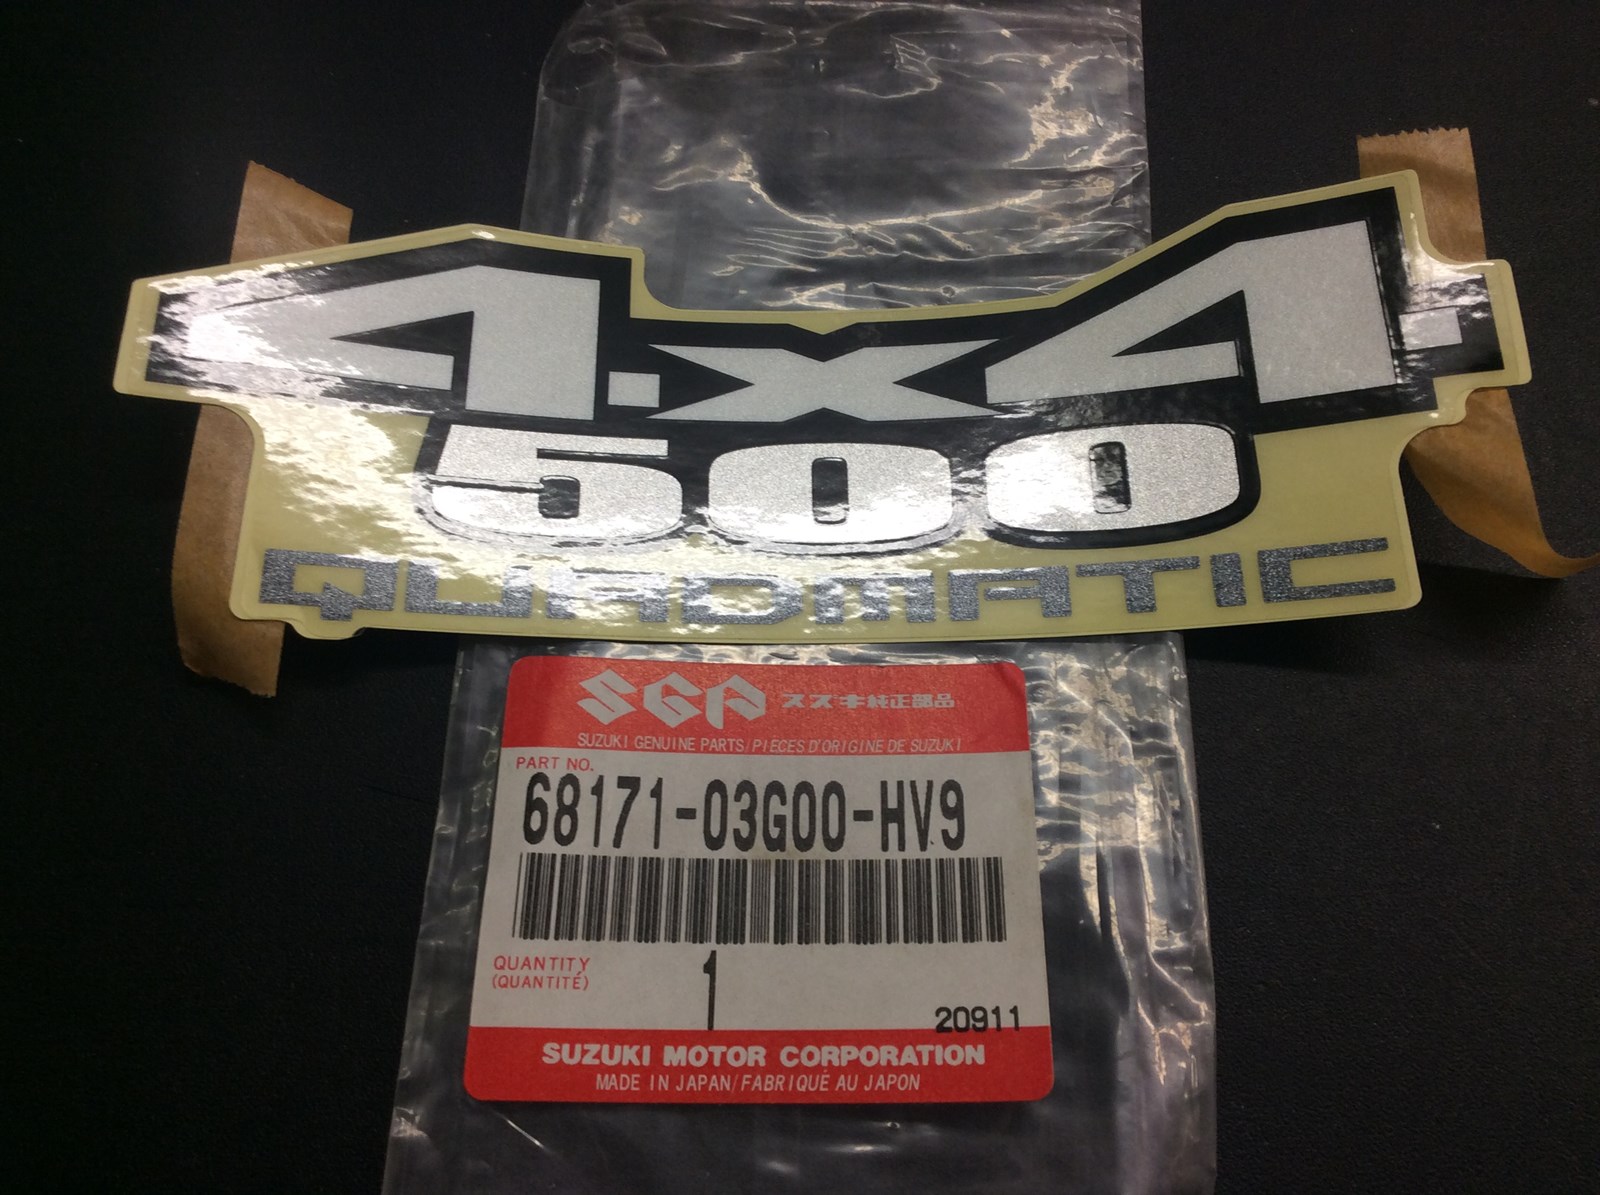 4x4
500
QUADMATIC
SGP スズキ純正部品
SUZUKI GENUINE PARTS/PIÈCES D'ORIGINE DE SUZUKI
PART NO.
68171-03G00-HV9
QUANTITY
(QUANTITÉ)
1
20911
SUZUKI MOTOR CORPORATION
MADE IN JAPAN/FABRIQUÉ AU JAPON